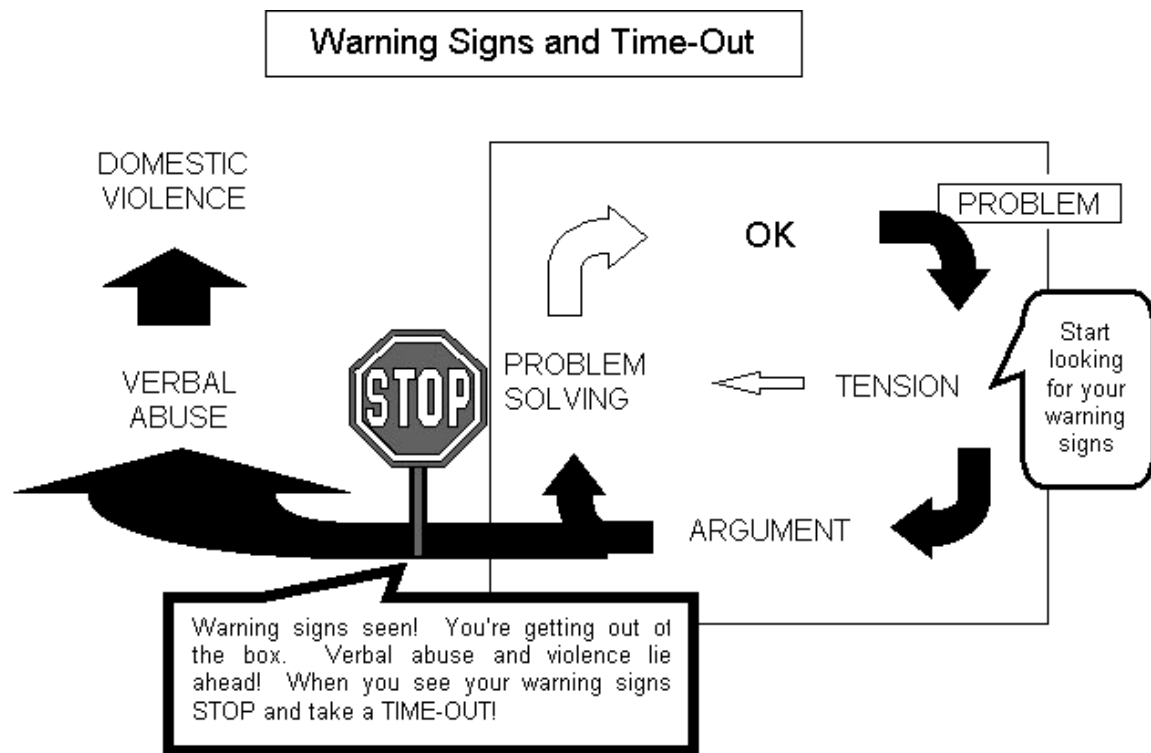 Warning Signs and Time-Out
DOMESTIC
VIOLENCE
PROBLEM
OK
Start
looking
for your
warning
signs
VERBAL
ABUSE
STOP
PROBLEM
SOLVING
TENSION
ARGUMENT
Warning signs seen! You're getting out of
the box. Verbal abuse and violence lie
ahead! When you see your warning signs
STOP and take a TIME-OUT!